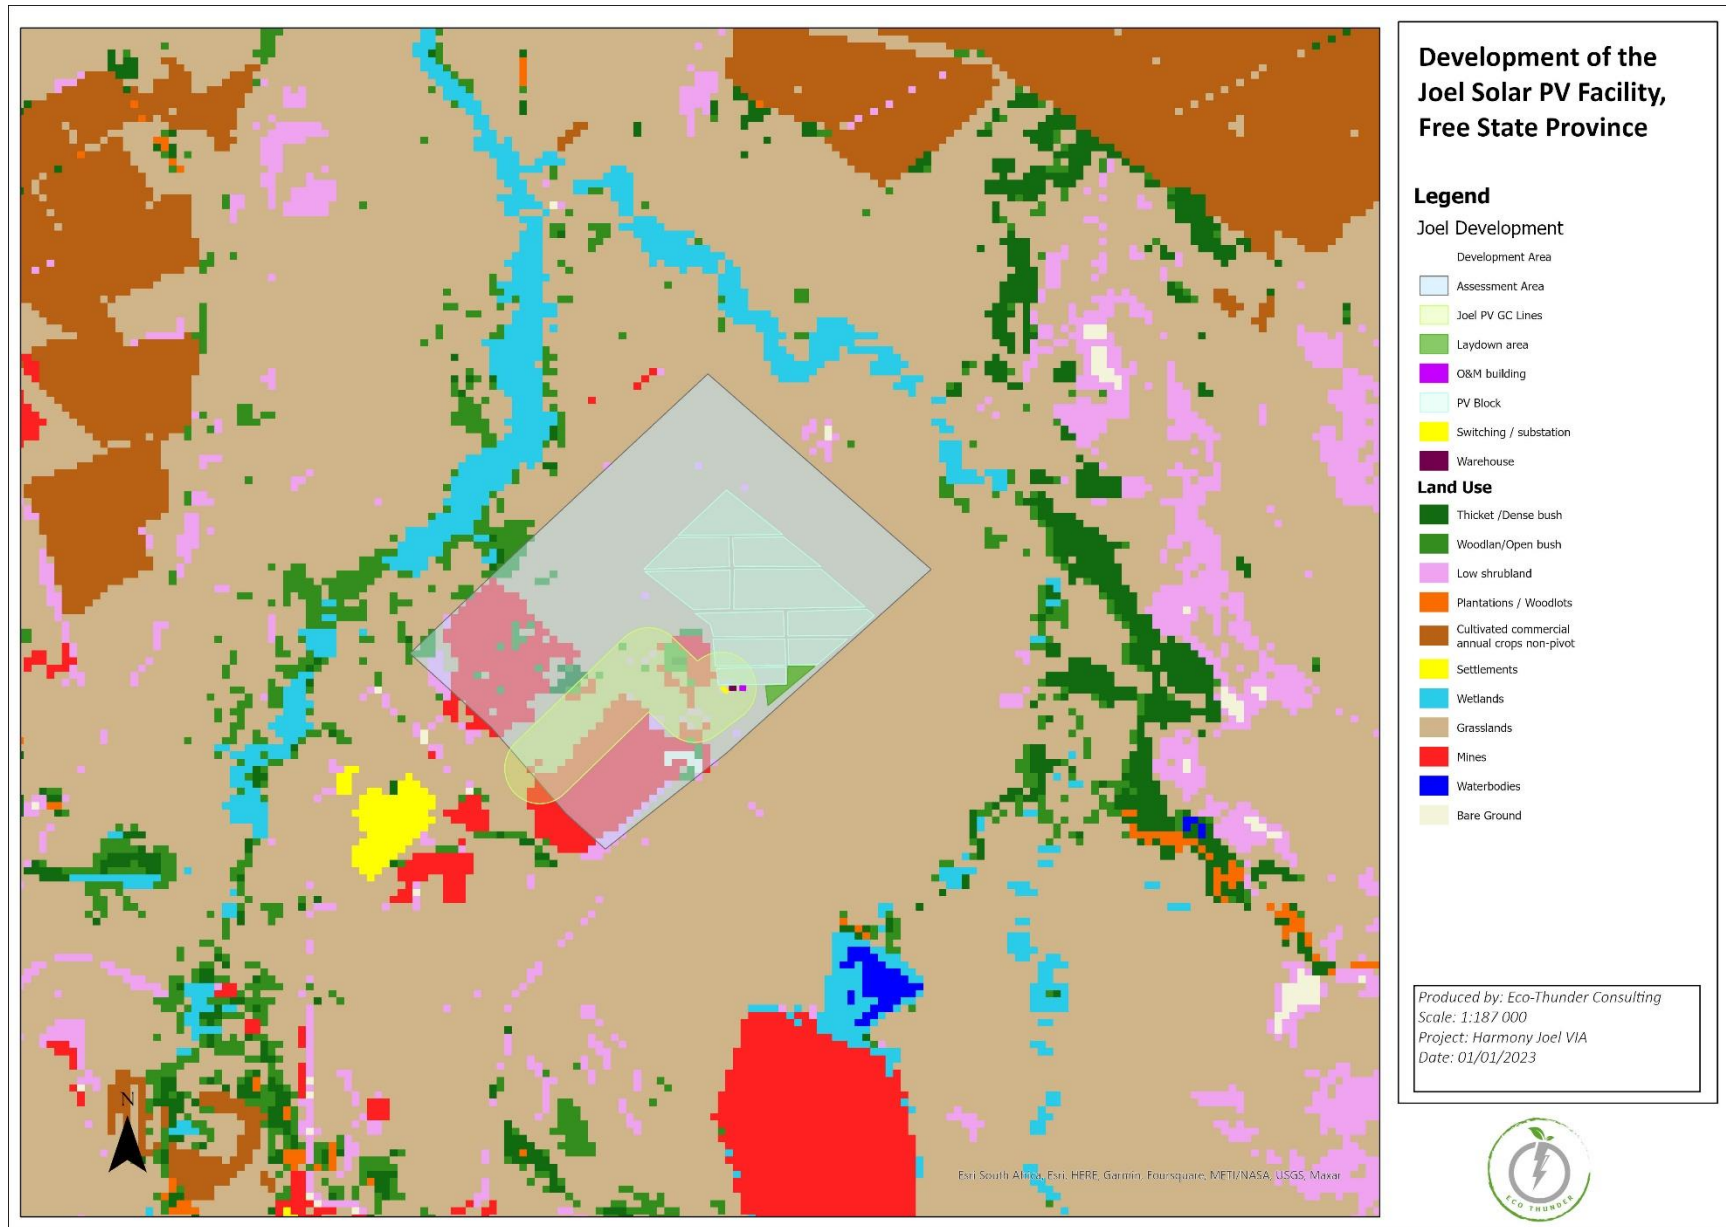 Development of the
Joel Solar PV Facility,
Free State Province
Legend
Joel Development
Development Area
Assessment Area
Joel PV GC Lines
Laydown area
O&M building
PV Block
Switching / substation
Warehouse
Land Use
Thicket /Dense bush
Woodlan/Open bush
Low shrubland
Plantations / Woodlots
Cultivated commercial
annual crops non-pivot
Settlements
Wetlands
Grasslands
Mines
Waterbodies
Bare Ground
Produced by: Eco-Thunder Consulting
Scale: 1:187 000
Project: Harmony Joel VIA
Date: 01/01/2023
N
Esri South Africa, Esri, HERE, Garmin, Foursquare, METI/NASA, USGS, Maxar
ECO THUNDER